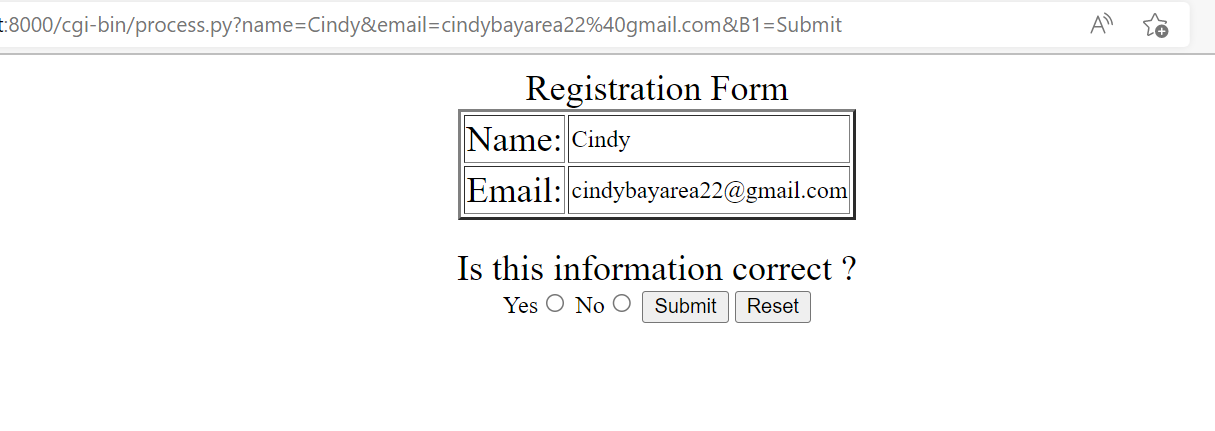 :8000/cgi-bin/process.py?name=Cindy&email=cindybayarea22%40gmail.com&B1=Submit
Registration Form
Name: Cindy
Email: cindybayarea22@gmail.com
Is this information correct ?
Yes No Submit Reset